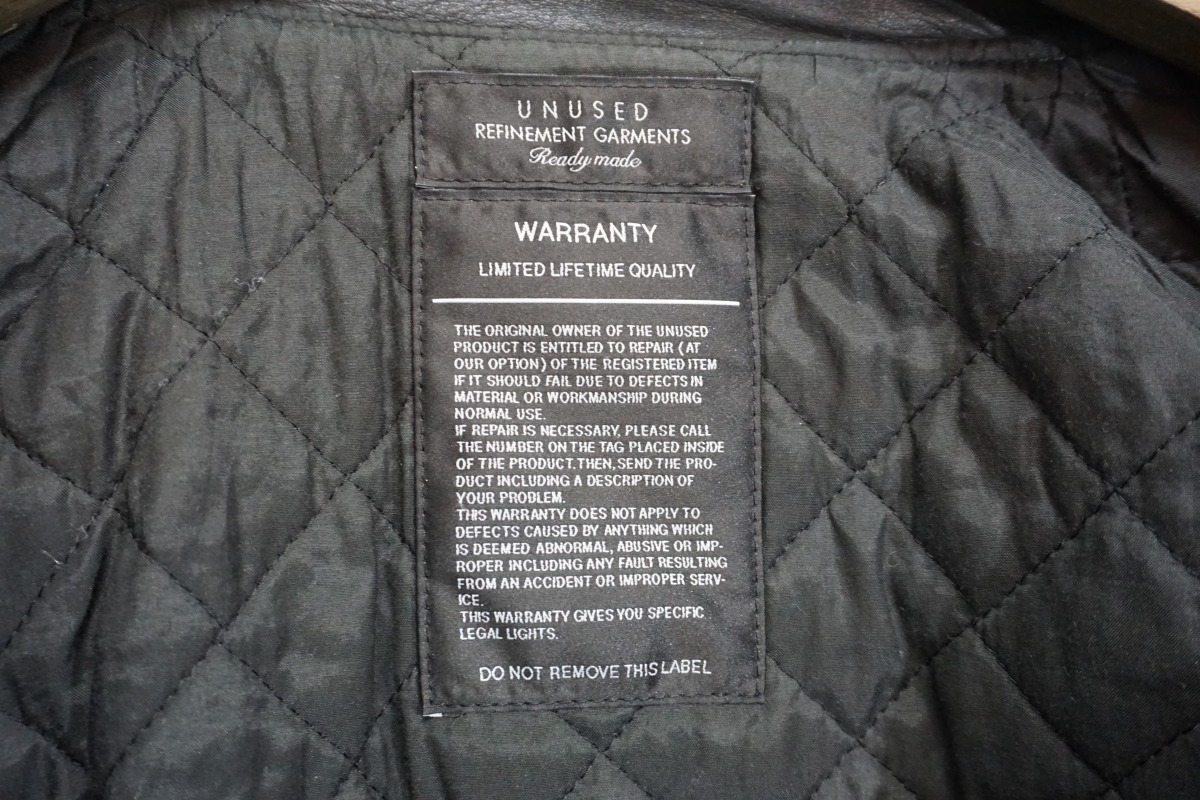 UNUSED
REFINEMENT GARMENTS
Ready made
WARRANTY
LIMITED LIFETIME QUALITY
THE ORIGINAL OWNER OF THE UNUSED
PRODUCT IS ENTITLED TO REPAIR (AT
OUR OPTION) OF THE REGISTERED ITEM
IF IT SHOULD FAIL DUE TO DEFECTS IN
MATERIAL OR WORKMANSHIP DURING
NORMAL USE.
IF REPAIR IS NECESSARY, PLEASE CALL
THE NUMBER ON THE TAG PLACED INSIDE
OF THE PRODUCT.THEN,SEND THE PRO-
DUCT INCLUDING A DESCRIPTION OF
YOUR PROBLEM.
THIS WARRANTY DOES NOT APPLY TO
DEFECTS CAUSED BY ANYTHING WHICH
IS DEEMED ABNORMAL, ABUSIVE OR IMP-
ROPER INCLUDING ANY FAULT RESULTING
FROM AN ACCIDENT OR IMPROPER SERV-
ICE.
THIS WARRANTY GIVES YOU SPECIFIC
LEGAL LIGHTS.
DO NOT REMOVE THIS LABEL